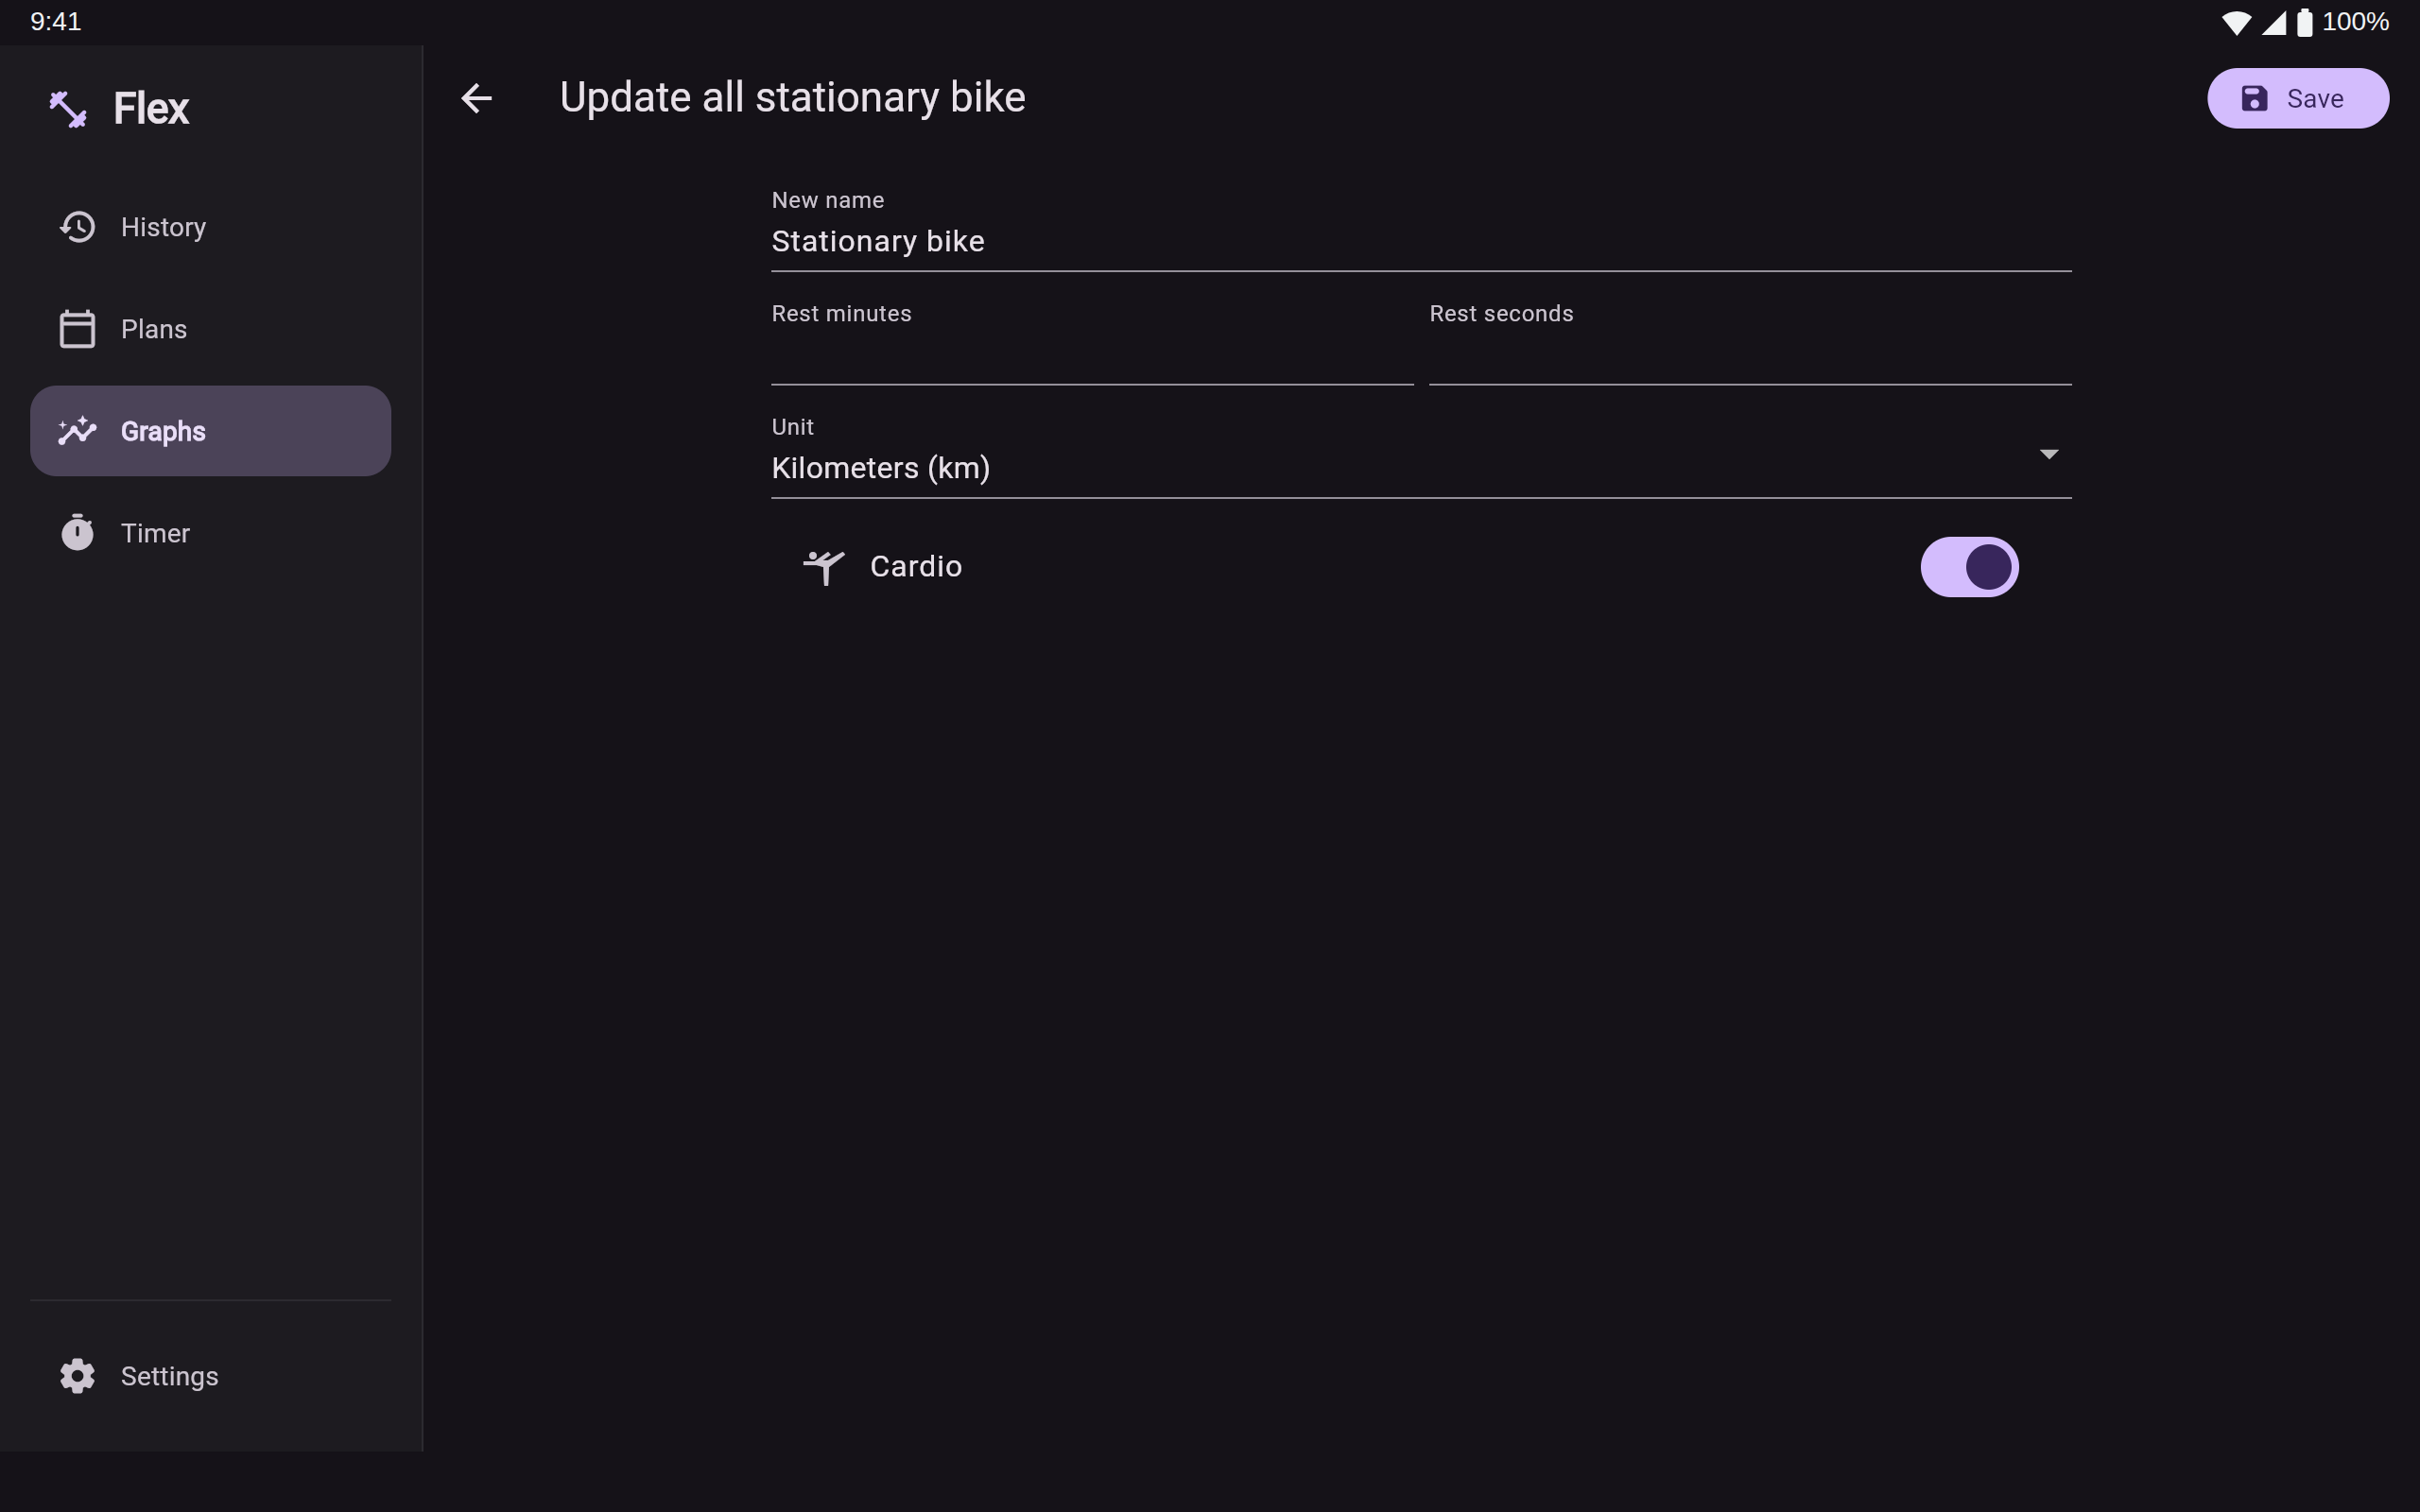 9:41
100%
Flex
Update all stationary bike
Save
History
Plans
Graphs
Timer
Settings
New name
Stationary bike
Rest minutes
Rest seconds
Unit
Kilometers (km)
Cardio